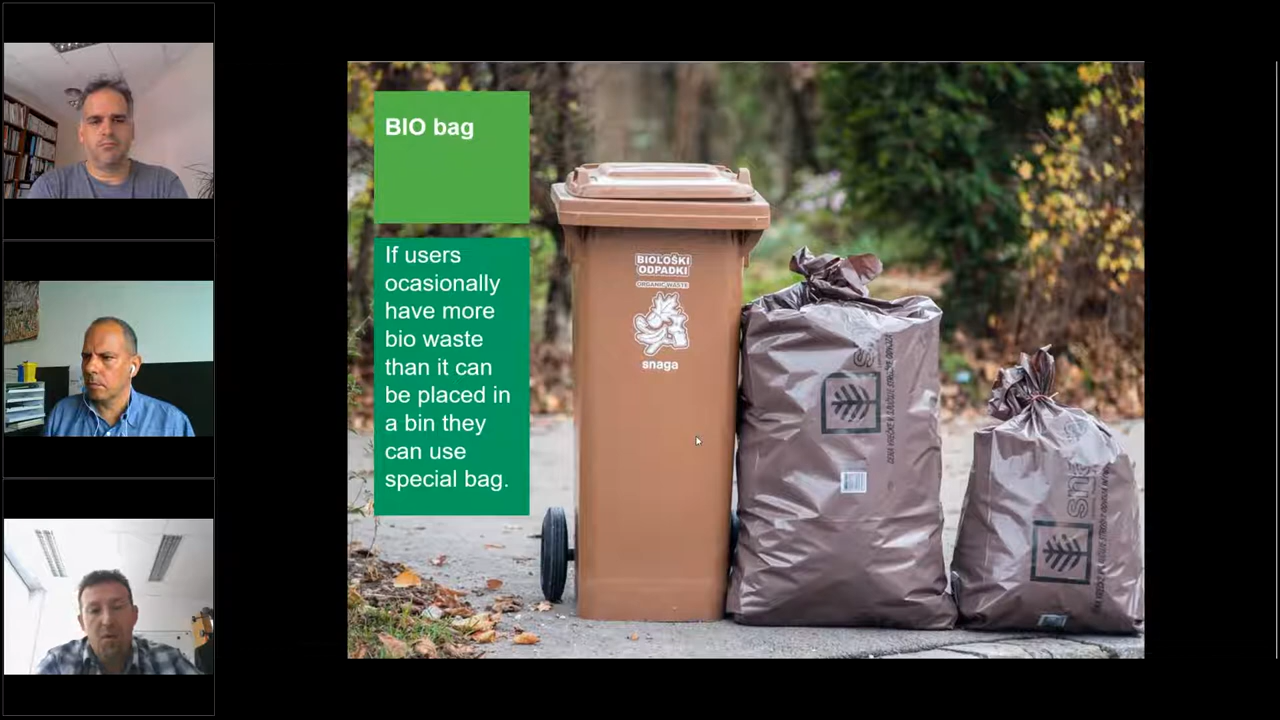 BIO bag
If users
ocasionally
have more
bio waste
than it can
be placed in
a bin they
can use
special bag.
BIOLOŠKI
ODPADKI
ORGANIC WASTE
snaga